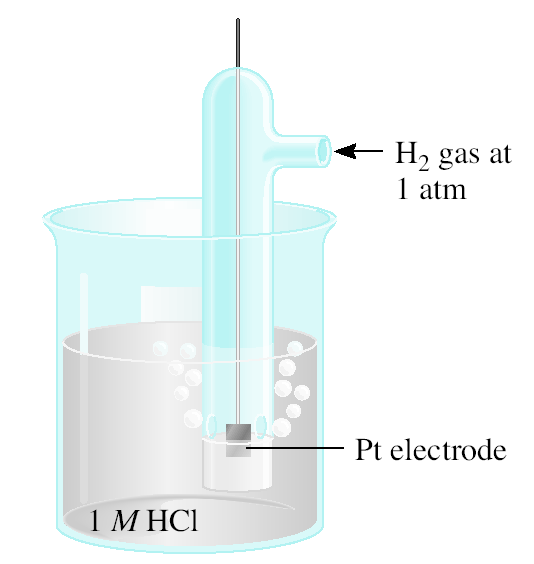 H₂ gas at
1 atm
Pt electrode
1 M HCl